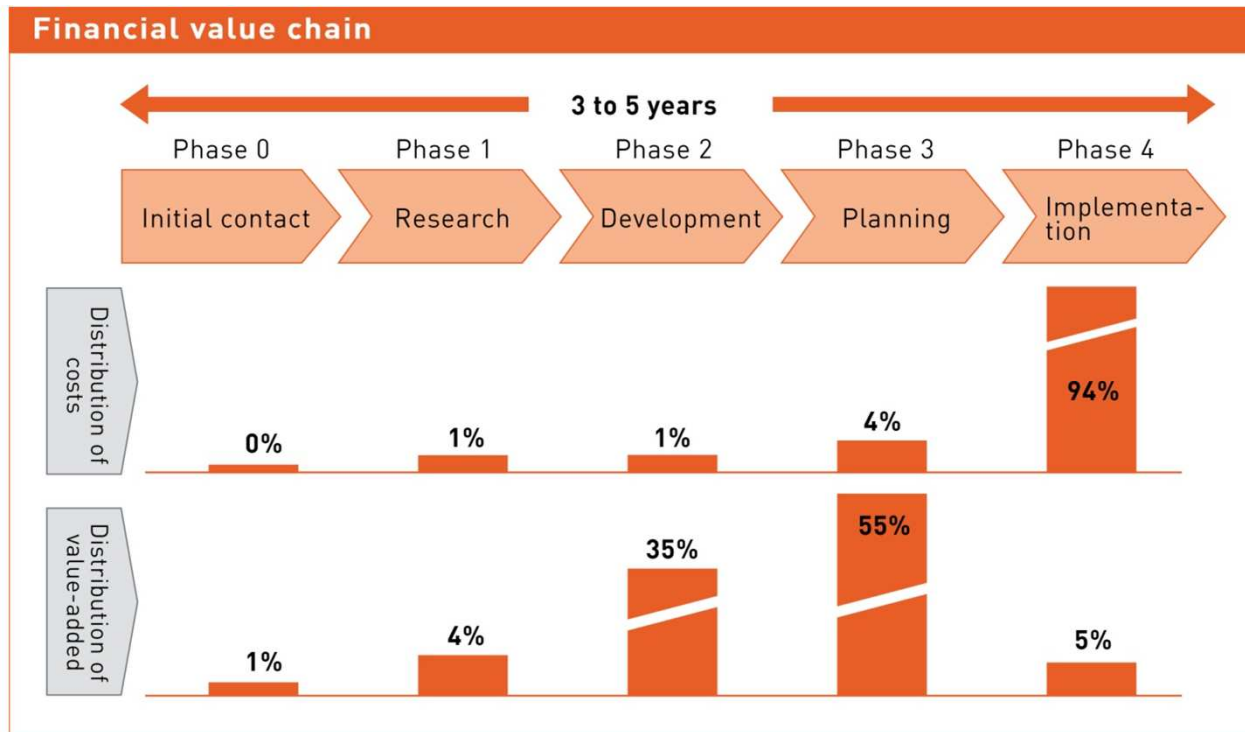 Financial value chain
3 to 5 years
Phase 0
Phase 1
Phase 2
Phase 3
Phase 4
Initial contact
Research
Development
Planning
Implementa-
tion
Distribution of
costs
0%
1%
1%
4%
94%
Distribution of
value-added
1%
4%
35%
55%
5%